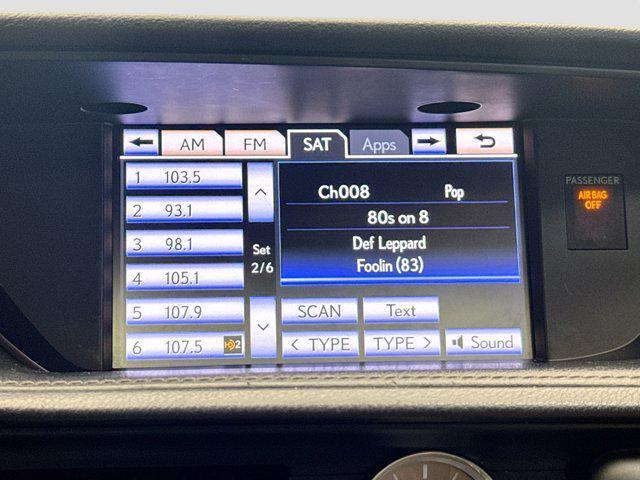 AM FM SAT Apps
1 103.5
2 93.1
3 98.1
4 105.1
5 107.9
6 107.5 HD2
Set
2/6
Ch008 Pop
80s on 8
Def Leppard
Foolin (83)
SCAN Text
< TYPE TYPE > Sound
PASSENGER
AIR BAG
OFF